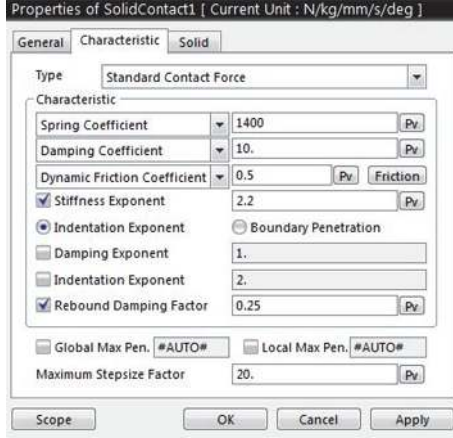 Properties of SolidContact1 [ Current Unit : N/kg/mm/s/deg ]
General Characteristic Solid
Type Standard Contact Force
Characteristic
Spring Coefficient 1400 Pv
Damping Coefficient 10. Pv
Dynamic Friction Coefficient 0.5 Pv Friction
Stiffness Exponent 2.2 Pv
Indentation Exponent Boundary Penetration
Damping Exponent 1.
Indentation Exponent 2.
Rebound Damping Factor 0.25 Pv
Global Max Pen. #AUTO# Local Max Pen. #AUTO#
Maximum Stepsize Factor 20. Pv
Scope OK Cancel Apply